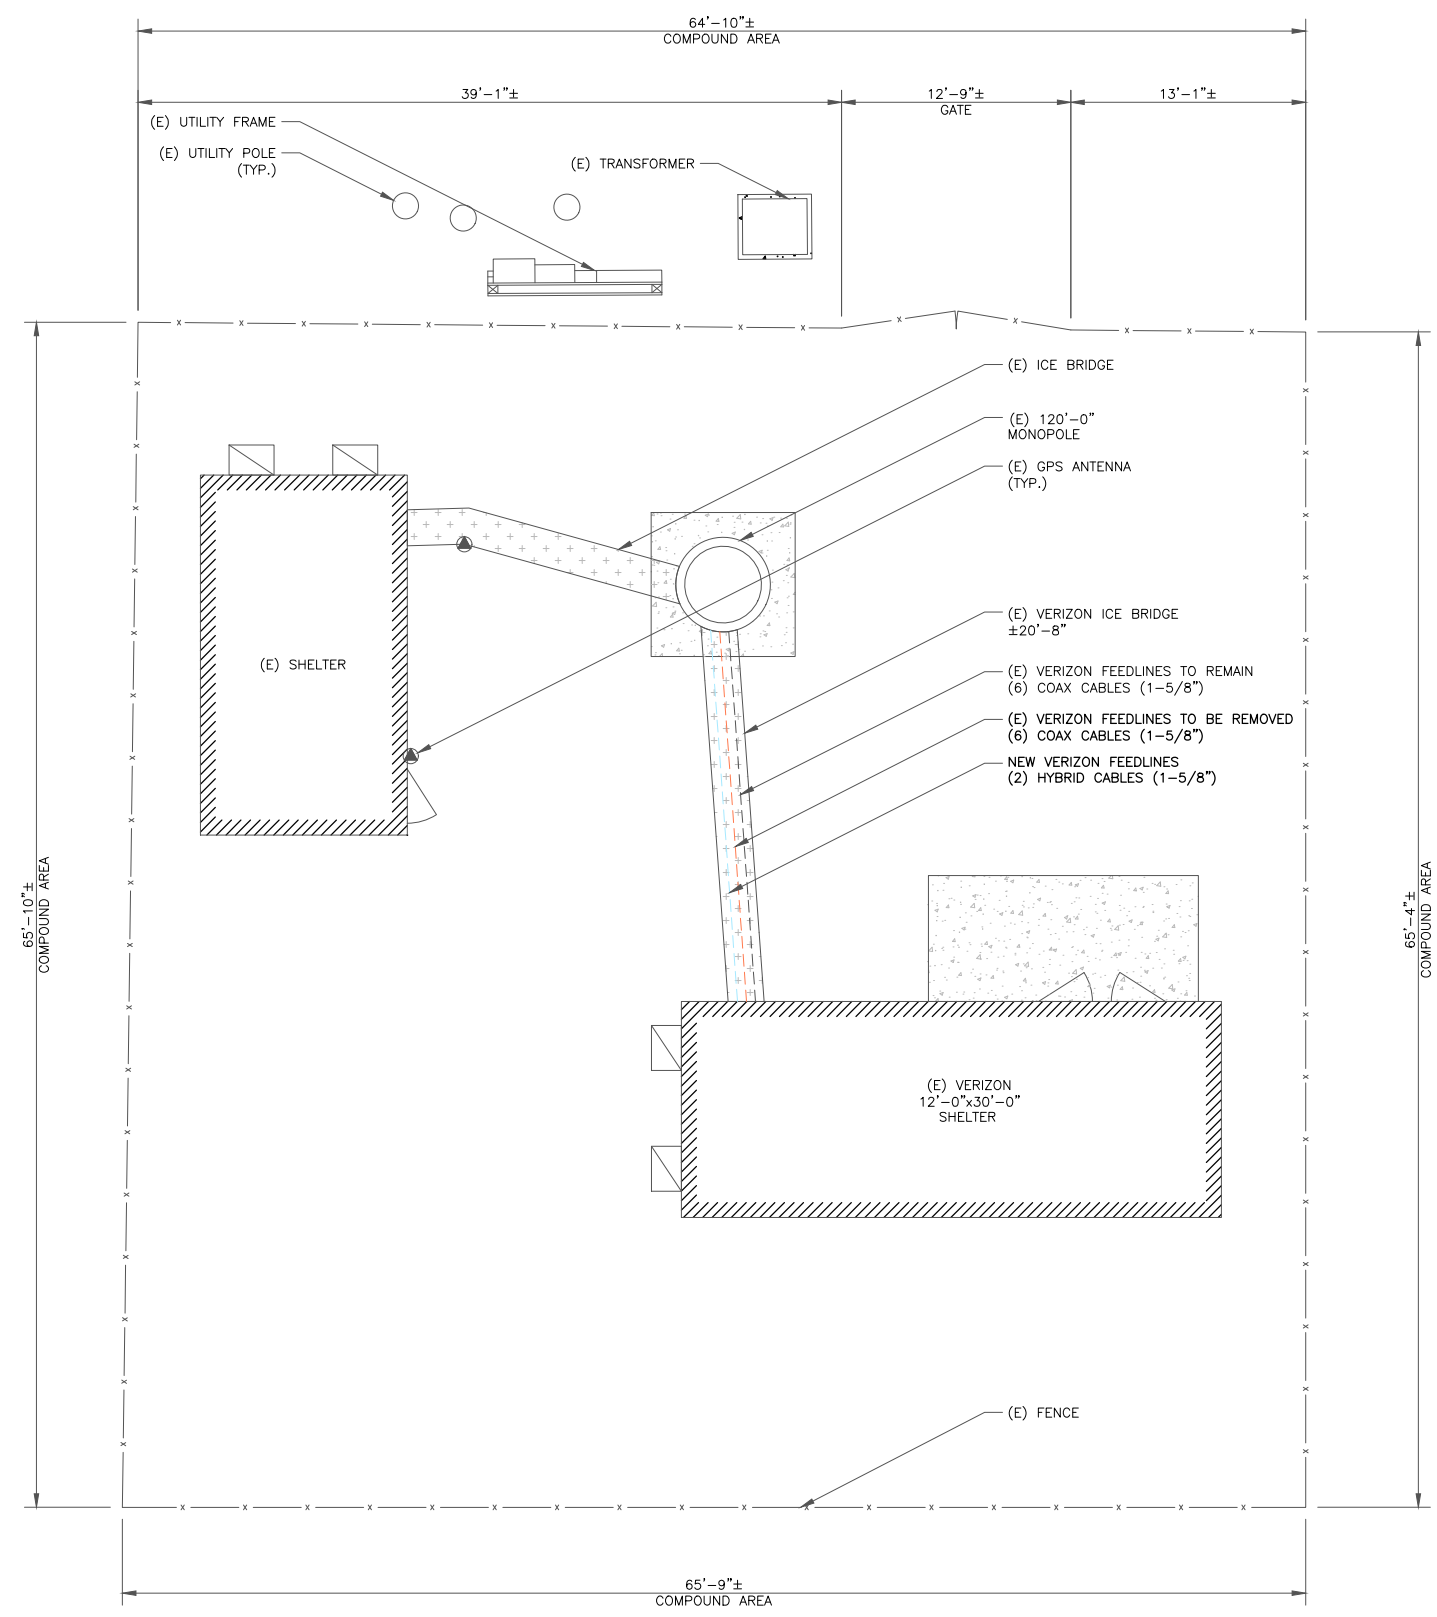 64'-10"±
COMPOUND AREA
39'-1"±
12'-9"±
GATE
13'-1"±
(E) UTILITY FRAME
(E) UTILITY POLE
(TYP.)
(E) TRANSFORMER
(E) ICE BRIDGE
(E) 120'-0"
MONOPOLE
(E) GPS ANTENNA
(TYP.)
(E) VERIZON ICE BRIDGE
±20'-8"
(E) SHELTER
(E) VERIZON FEEDLINES TO REMAIN
(6) COAX CABLES (1-5/8")
(E) VERIZON FEEDLINES TO BE REMOVED
(6) COAX CABLES (1-5/8")
NEW VERIZON FEEDLINES
(2) HYBRID CABLES (1-5/8")
65'-10"±
COMPOUND AREA
65'-4"±
COMPOUND AREA
(E) VERIZON
12'-0"x30'-0"
SHELTER
(E) FENCE
65'-9"±
COMPOUND AREA